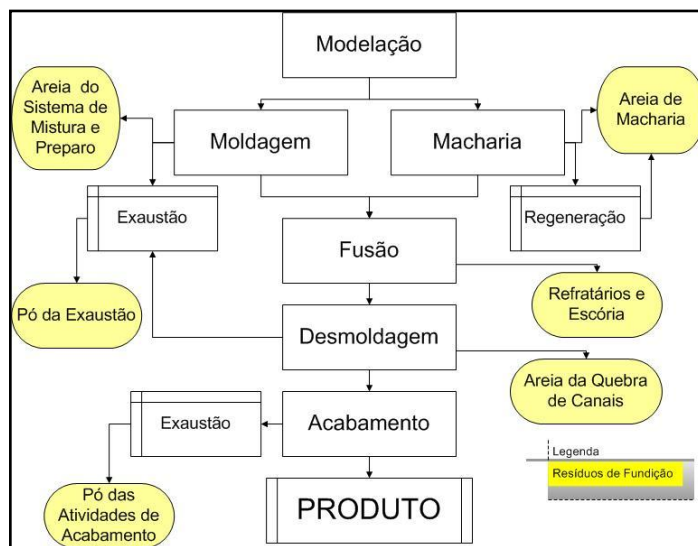 Modelação
Areia do
Sistema de
Mistura e
Preparo
Moldagem
Macharia
Areia de
Macharia
Exaustão
Regeneração
Fusão
Pó da Exaustão
Refratários e
Escória
Desmoldagem
Areia da Quebra
de Canais
Exaustão
Acabamento
Legenda
Resíduos de Fundição
Pó das
Atividades de
Acabamento
PRODUTO